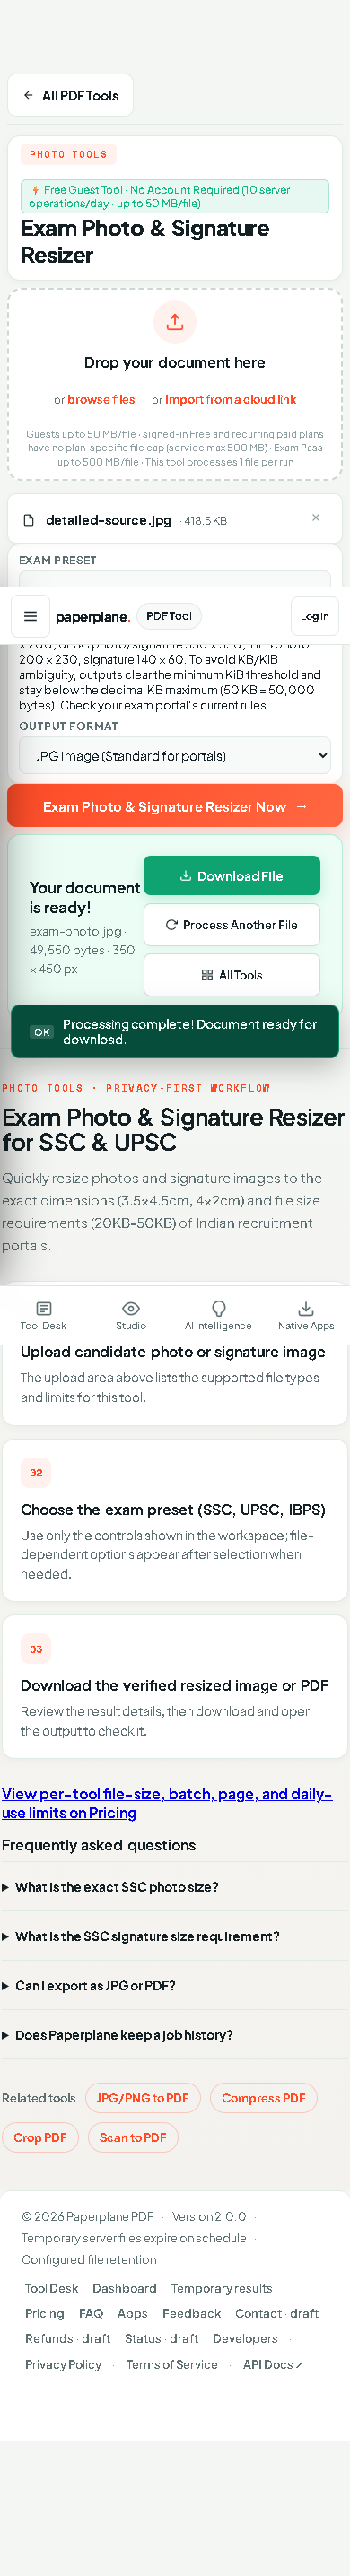 ← All PDF Tools
PHOTO TOOLS
Free Guest Tool · No Account Required (10 server
operations/day · up to 50 MB/file)
Exam Photo & Signature
Resizer
Drop your document here
or browse files or Import from a cloud link
Guests up to 50 MB/file · signed-in Free and recurring paid plans
have no plan-specific file cap (service max 500 MB) · Exam Pass
up to 500 MB/file · This tool processes 1 file per run
detailed-source.jpg · 418.5 KB ×
EXAM PRESET
paperplane. PDF Tool Log In
200 × 230, signature 140 × 60. To avoid KB/KiB
ambiguity, outputs clear the minimum KiB threshold and
stay below the decimal KB maximum (50 KB = 50,000
bytes). Check your exam portal's current rules.
OUTPUT FORMAT
JPG Image (Standard for portals)
Exam Photo & Signature Resizer Now →
Your document
is ready!
exam-photo.jpg ·
49,550 bytes · 350
× 450 px
Download File
Process Another File
All Tools
OK Processing complete! Document ready for
download.
PHOTO TOOLS · PRIVACY-FIRST WORKFLOW
Exam Photo & Signature Resizer
for SSC & UPSC
Quickly resize photos and signature images to the
exact dimensions (3.5×4.5cm, 4×2cm) and file size
requirements (20KB-50KB) of Indian recruitment
portals.
Tool Desk Studio AI Intelligence Native Apps
Upload candidate photo or signature image
The upload area above lists the supported file types
and limits for this tool.
02
Choose the exam preset (SSC, UPSC, IBPS)
Use only the controls shown in the workspace; file-
dependent options appear after selection when
needed.
03
Download the verified resized image or PDF
Review the result details, then download and open
the output to check it.
View per-tool file-size, batch, page, and daily-
use limits on Pricing
Frequently asked questions
▶ What is the exact SSC photo size?
▶ What is the SSC signature size requirement?
▶ Can I export as JPG or PDF?
▶ Does Paperplane keep a job history?
Related tools JPG/PNG to PDF Compress PDF
Crop PDF Scan to PDF
© 2026 Paperplane PDF · Version 2.0.0 ·
Temporary server files expire on schedule ·
Configured file retention
Tool Desk Dashboard Temporary results
Pricing FAQ Apps Feedback Contact · draft
Refunds · draft Status · draft Developers ·
Privacy Policy · Terms of Service · API Docs ↗